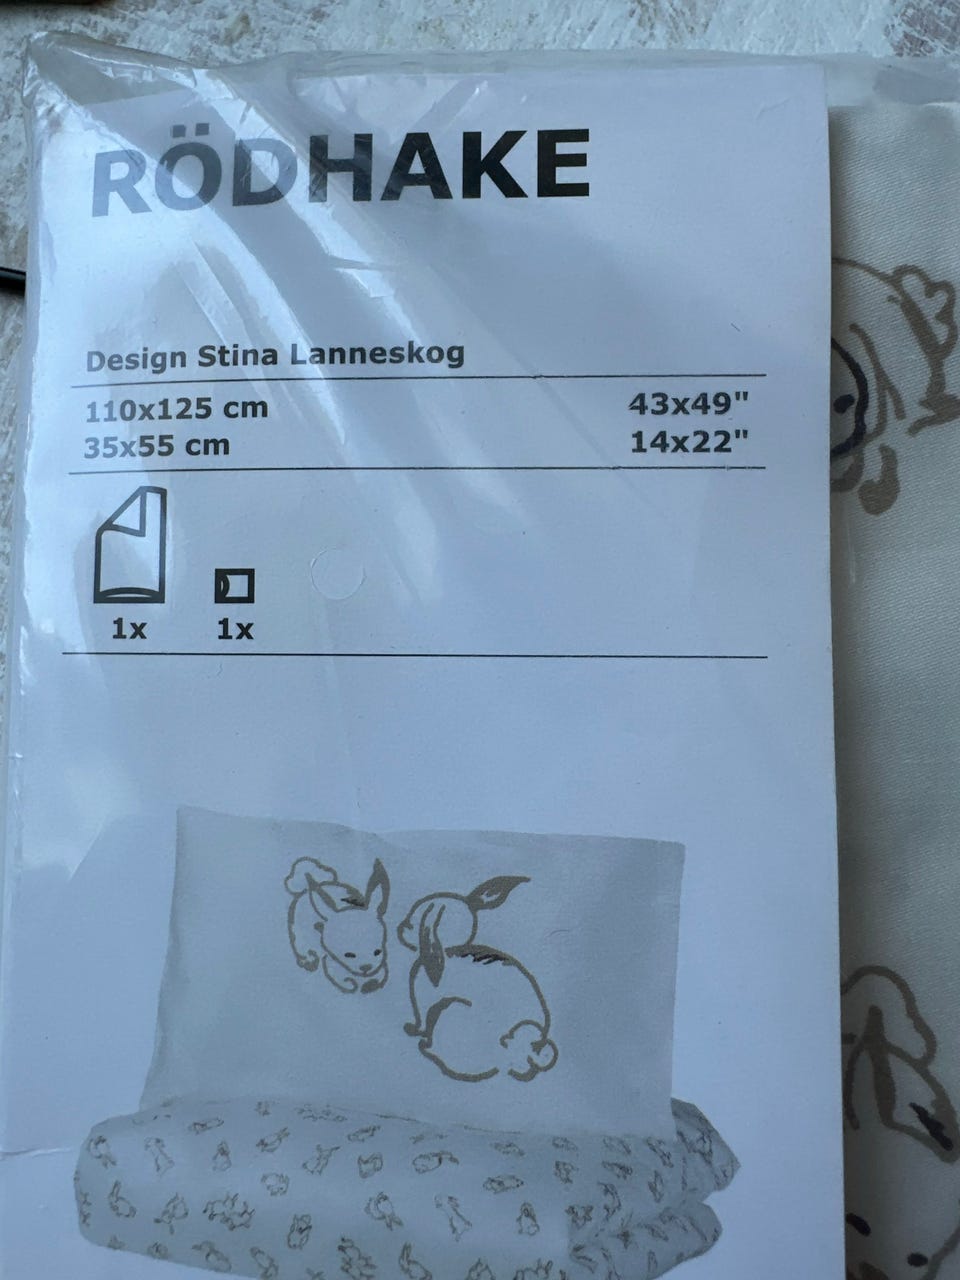 RÖDHAKE
Design Stina Lanneskog
110x125 cm 43x49"
35x55 cm 14x22"
1x 1x